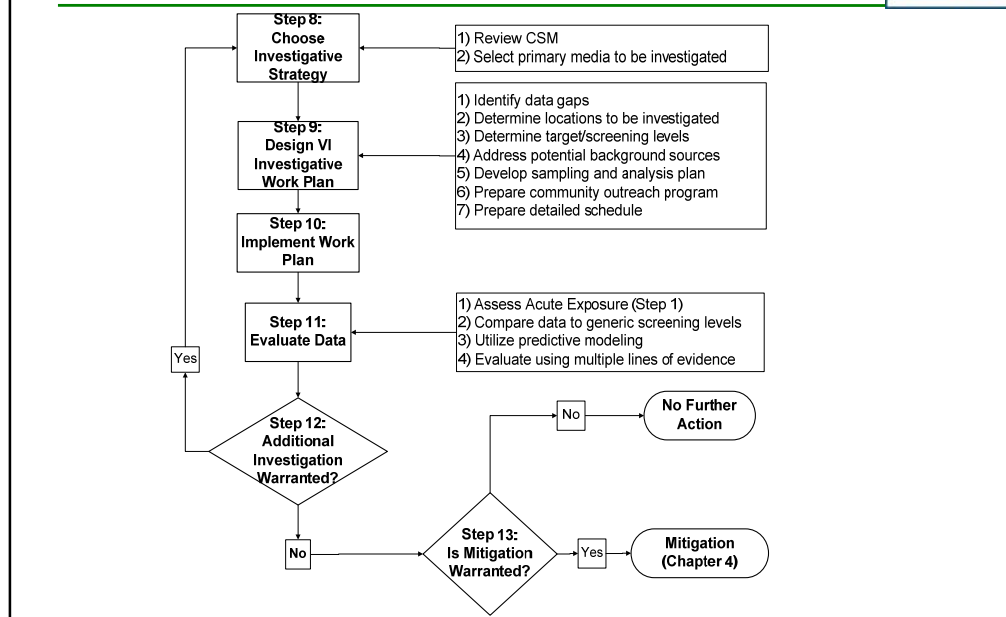 Step 8:
Choose
Investigative
Strategy
1) Review CSM
2) Select primary media to be investigated
Step 9:
Design VI
Investigative
Work Plan
1) Identify data gaps
2) Determine locations to be investigated
3) Determine target/screening levels
4) Address potential background sources
5) Develop sampling and analysis plan
6) Prepare community outreach program
7) Prepare detailed schedule
Step 10:
Implement Work
Plan
Step 11:
Evaluate Data
1) Assess Acute Exposure (Step 1)
2) Compare data to generic screening levels
3) Utilize predictive modeling
4) Evaluate using multiple lines of evidence
Yes
Step 12:
Additional
Investigation
Warranted?
No
No Further
Action
No
Step 13:
Is Mitigation
Warranted?
Yes
Mitigation
(Chapter 4)